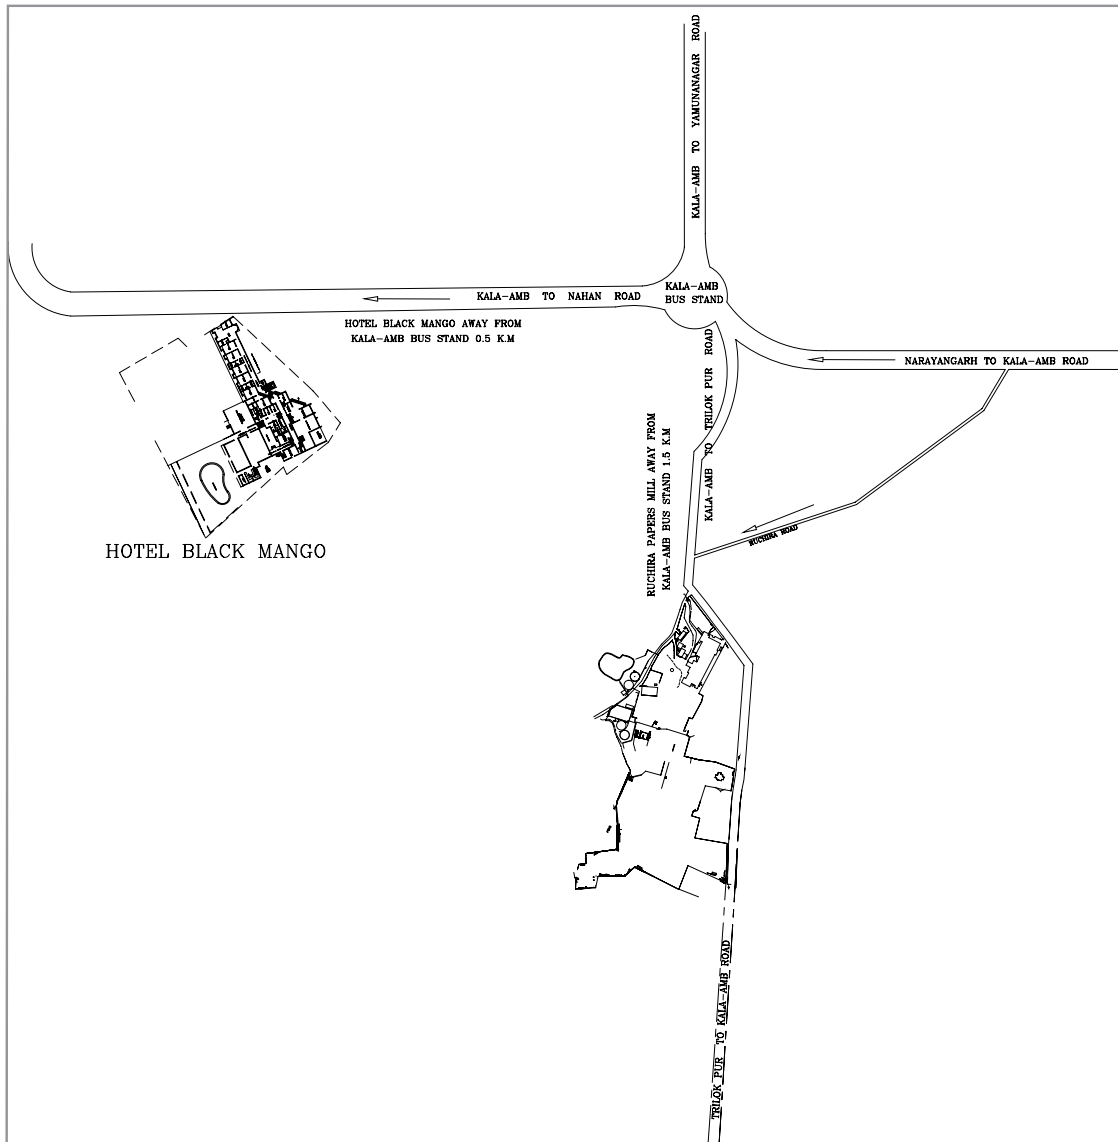 KALA-AMB TO YAMUNANAGAR ROAD
KALA-AMB
BUS STAND
KALA-AMB TO NAHAN ROAD
HOTEL BLACK MANGO AWAY FROM
KALA-AMB BUS STAND 0.5 K.M
NARAYANGARH TO KALA-AMB ROAD
KALA-AMB TO TRILOK PUR ROAD
RUCHIRA PAPERS MILL AWAY FROM
KALA-AMB BUS STAND 1.5 K.M
RUCHIRA ROAD
HOTEL BLACK MANGO
TRILOK PUR TO KALA-AMB ROAD